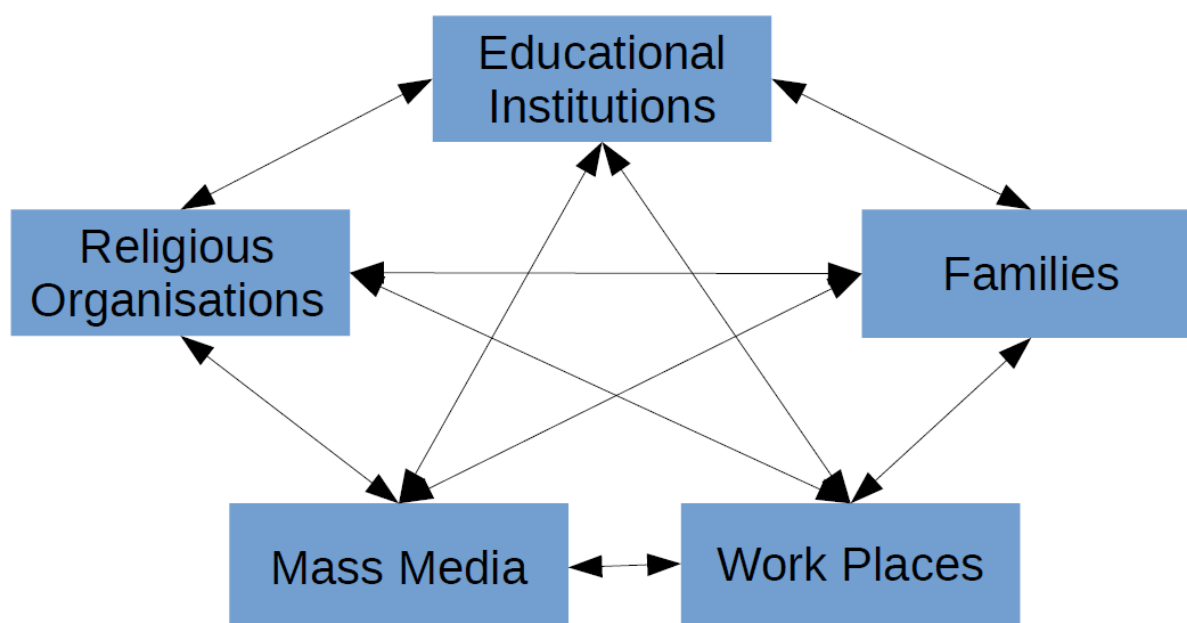 Educational
Institutions
Religious
Organisations
Families
Mass Media
Work Places